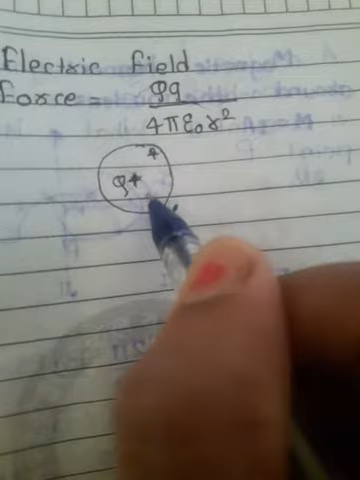 Electric field
force = Qq
4πε₀r²
Q+